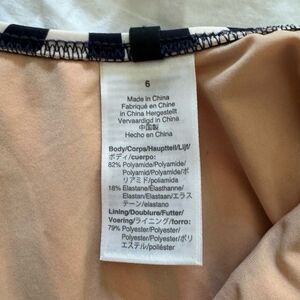 6
Made in China
Fabriqué en Chine
in China Hergestellt
Vervaardigd in China
中国製
Hecho en China
Body/Corps/Hauptteil/Lijf/
ボディ/cuerpo:
82% Polyamide/Polyamide/
Polyamid/Polyamide/ポ
リアミド/poliamida
18% Elastane/Élasthanne/
Elastan/Elastaan/エラス
テーン/elastano
Lining/Doublure/Futter/
Voering/ライニング/forro:
79% Polyester/Polyester/
Polyester/Polyester/ポリ
エステル/poliéster